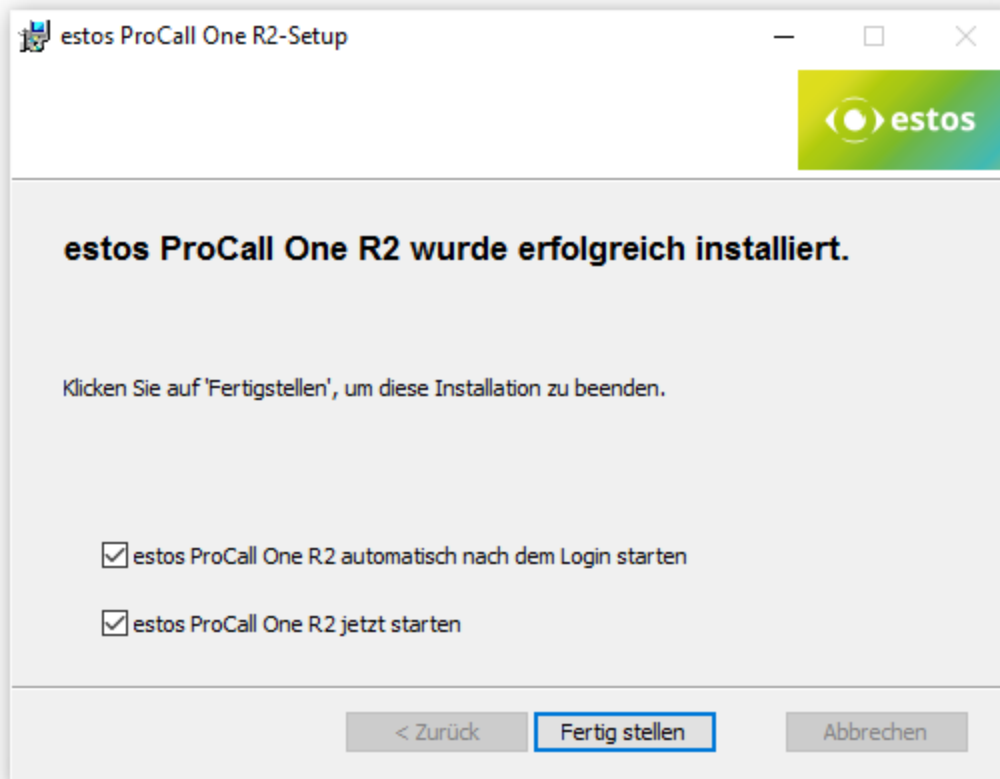 estos ProCall One R2-Setup
estos
estos ProCall One R2 wurde erfolgreich installiert.
Klicken Sie auf 'Fertigstellen', um diese Installation zu beenden.
estos ProCall One R2 automatisch nach dem Login starten
estos ProCall One R2 jetzt starten
< Zurück Fertig stellen Abbrechen